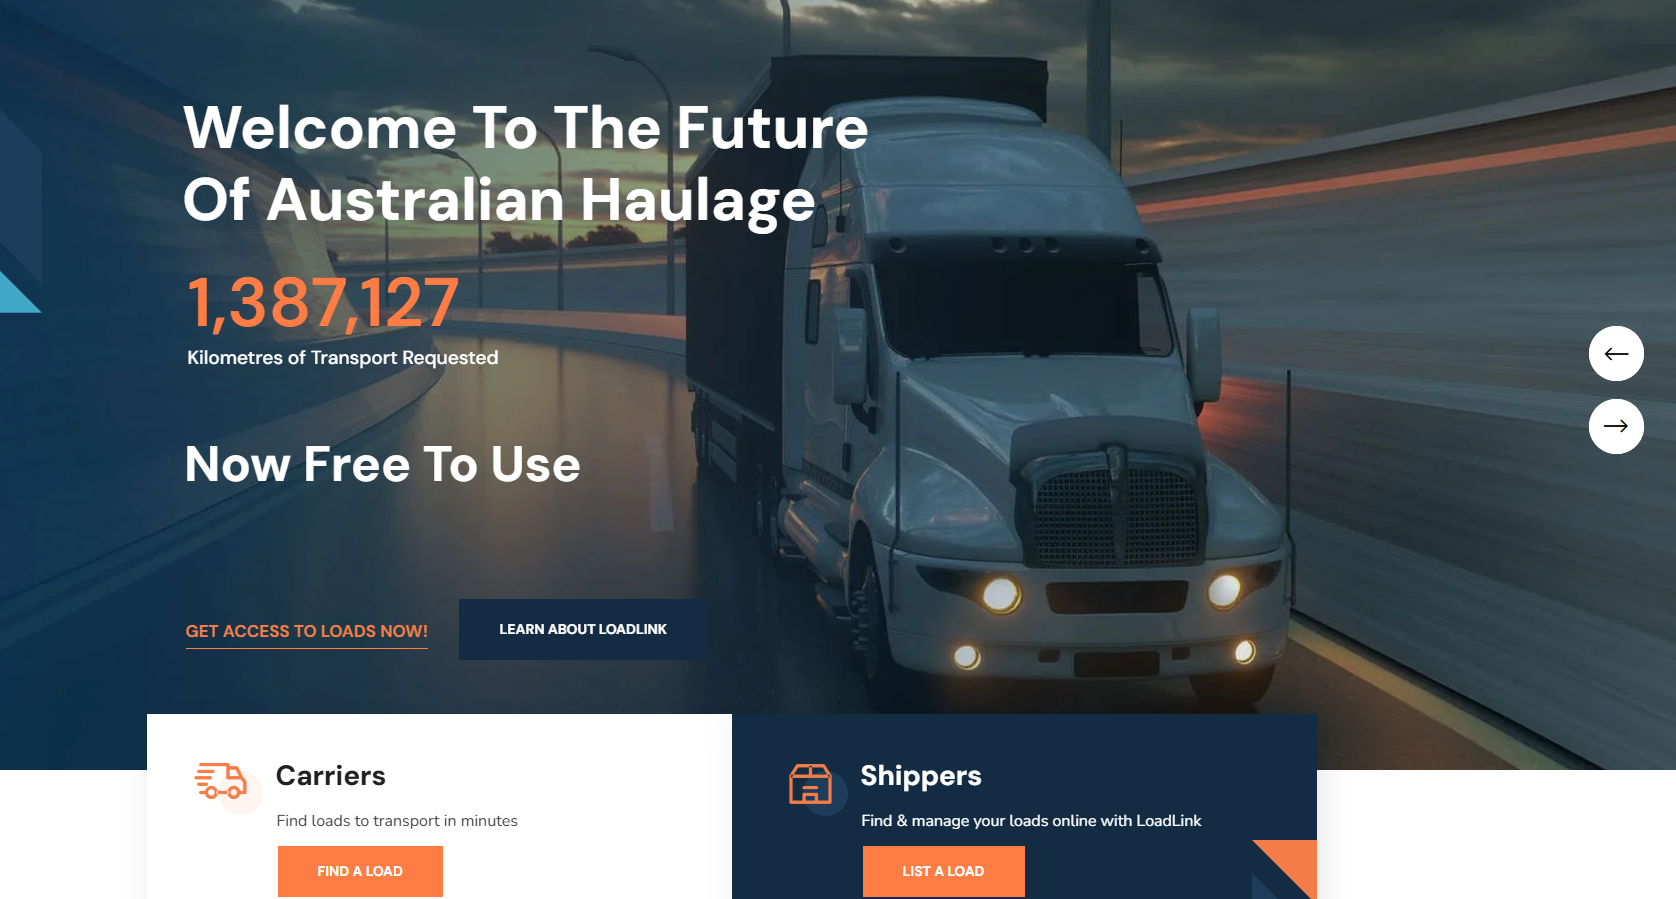 Welcome To The Future
Of Australian Haulage
1,387,127
Kilometres of Transport Requested
Now Free To Use
GET ACCESS TO LOADS NOW!
LEARN ABOUT LOADLINK
Carriers
Find loads to transport in minutes
FIND A LOAD
Shippers
Find & manage your loads online with LoadLink
LIST A LOAD